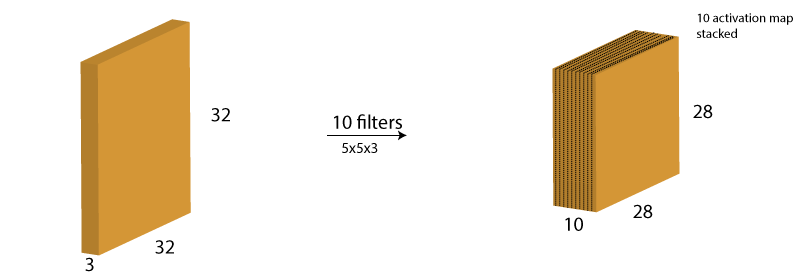 10 activation map
stacked
32
32
3
10 filters
5x5x3
28
28
10